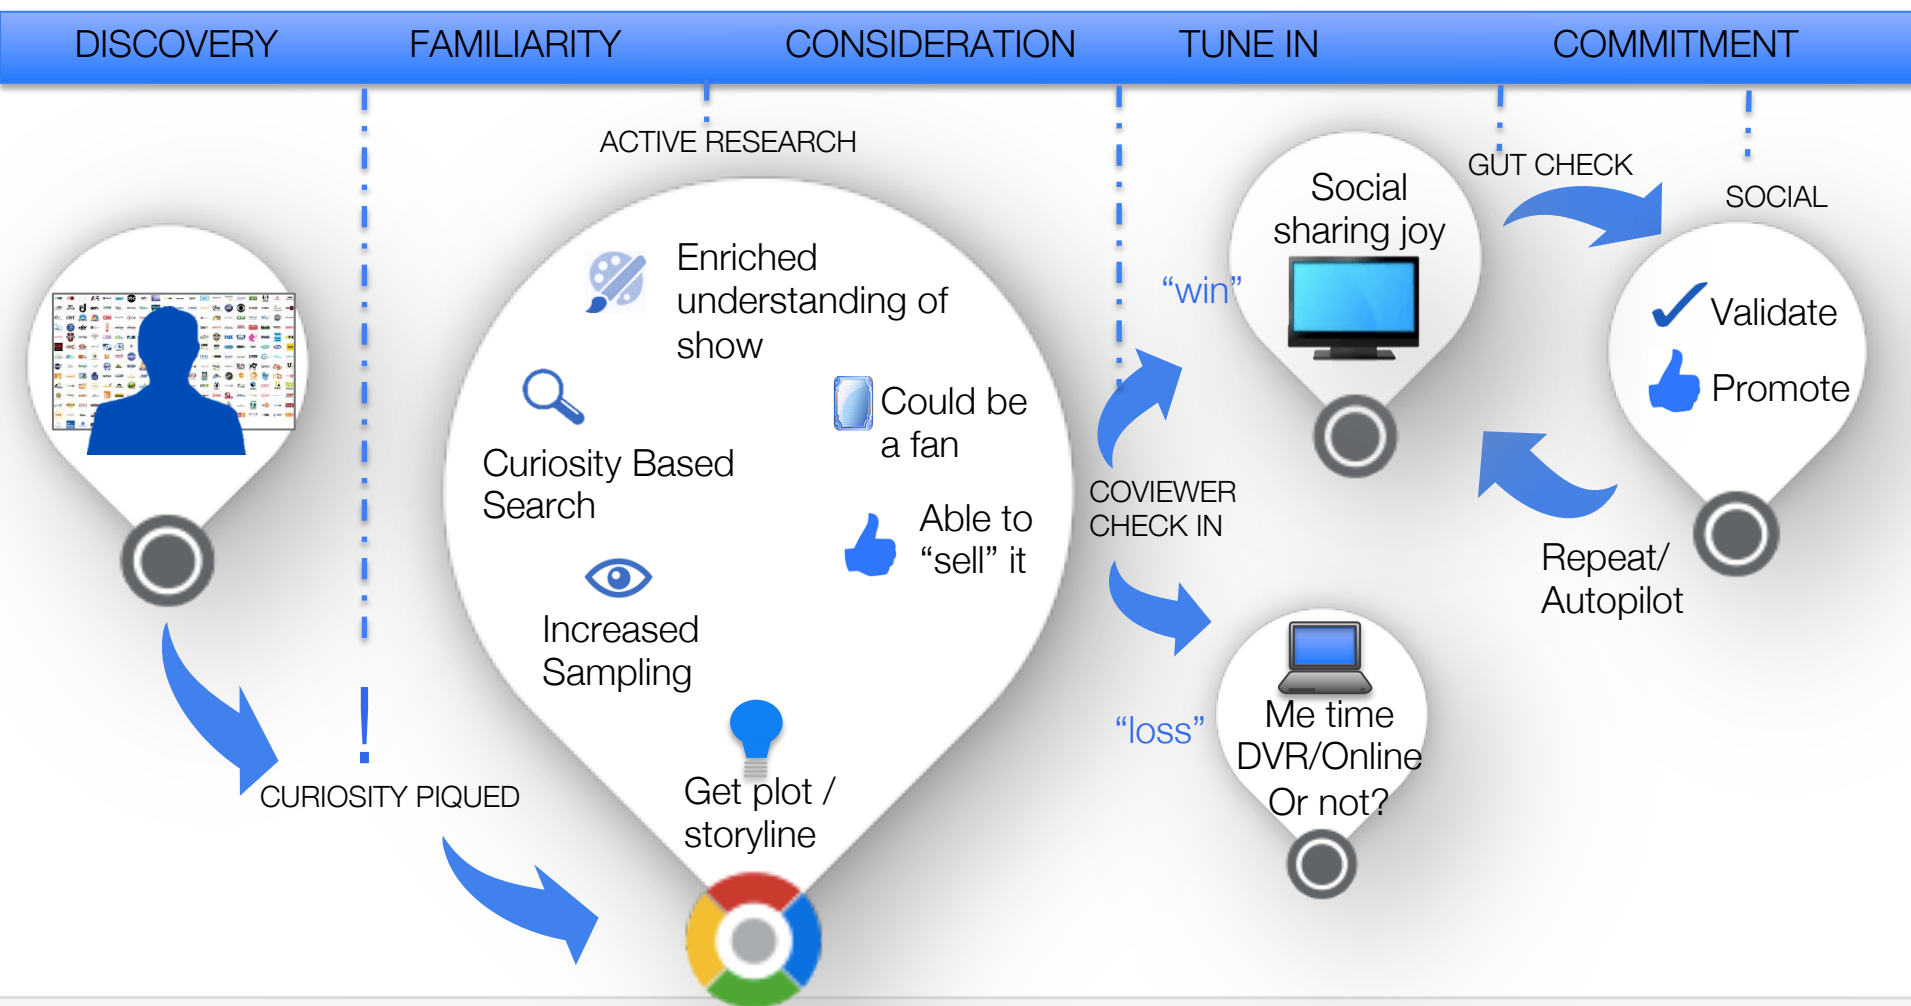 DISCOVERY
FAMILIARITY
CONSIDERATION
TUNE IN
COMMITMENT
ACTIVE RESEARCH
Enriched
understanding of
show
Curiosity Based
Search
Could be
a fan
Able to
“sell” it
Increased
Sampling
Get plot /
storyline
!
CURIOSITY PIQUED
COVIEWER
CHECK IN
“win”
Social
sharing joy
“loss”
Me time
DVR/Online
Or not?
GUT CHECK
SOCIAL
Validate
Promote
Repeat/
Autopilot